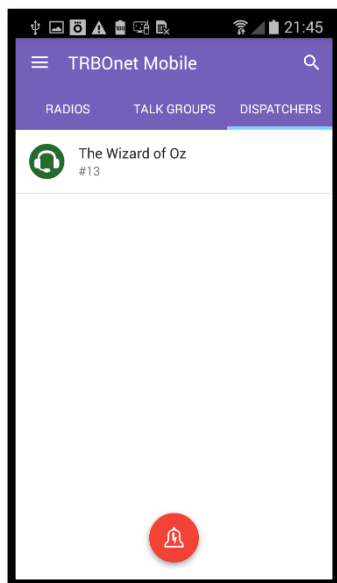 21:45
TRBOnet Mobile
RADIOS TALK GROUPS DISPATCHERS
The Wizard of Oz
#13